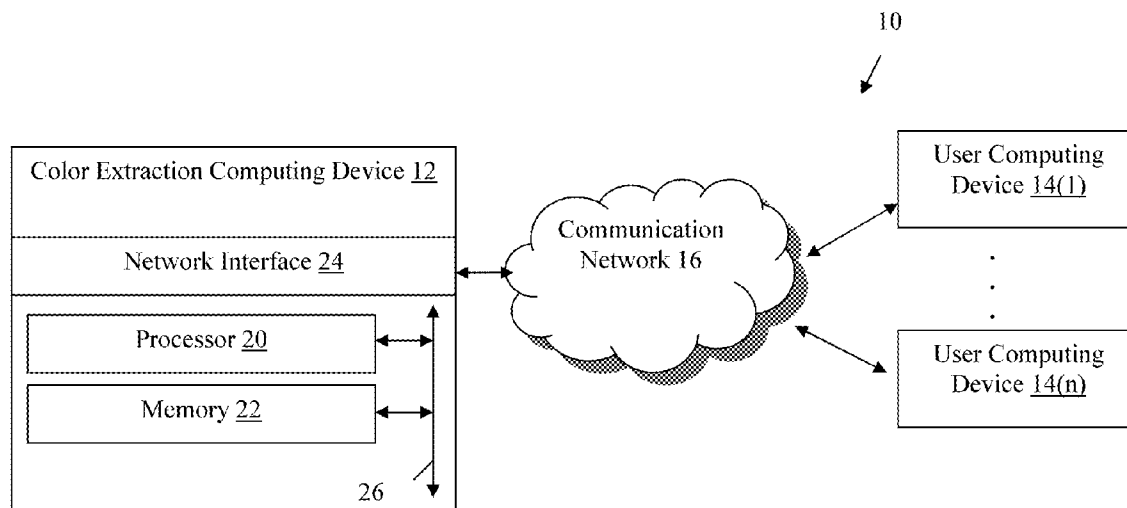 10
Color Extraction Computing Device 12
Network Interface 24
Processor 20
Memory 22
26
Communication
Network 16
User Computing
Device 14(1)
User Computing
Device 14(n)